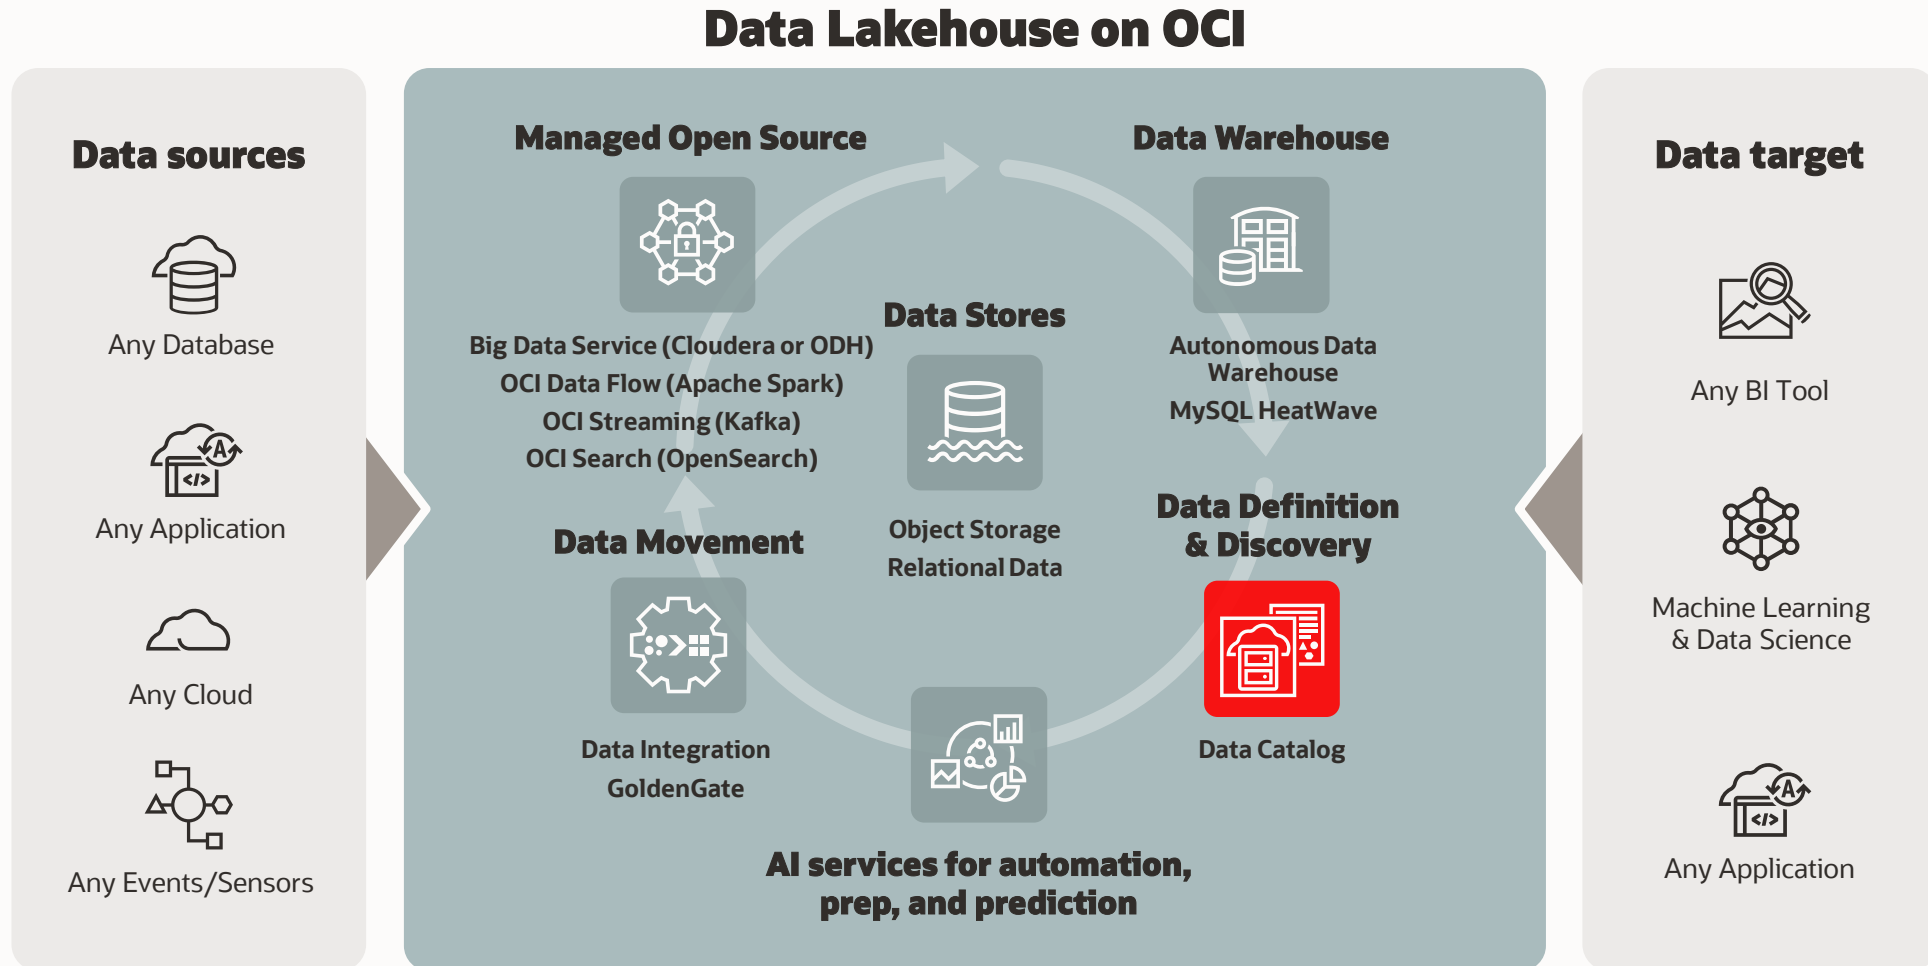 Data Lakehouse on OCI
Data sources
Any Database
Any Application
Any Cloud
Any Events/Sensors
Managed Open Source
Big Data Service (Cloudera or ODH)
OCI Data Flow (Apache Spark)
OCI Streaming (Kafka)
OCI Search (OpenSearch)
Data Warehouse
Autonomous Data
Warehouse
MySQL HeatWave
Data Stores
Object Storage
Relational Data
Data Movement
Data Integration
GoldenGate
Data Definition
& Discovery
Data Catalog
AI services for automation,
prep, and prediction
Data target
Any BI Tool
Machine Learning
& Data Science
A
</>
Any Application